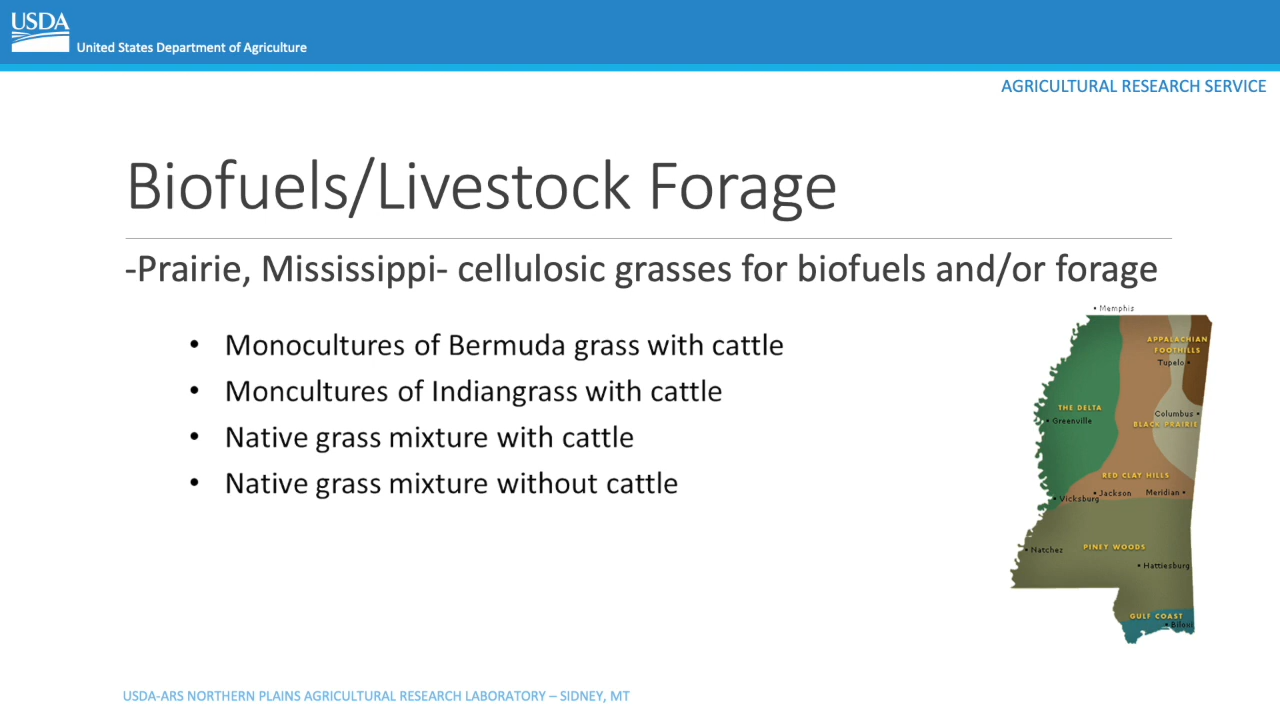 USDA
United States Department of Agriculture
AGRICULTURAL RESEARCH SERVICE
Biofuels/Livestock Forage
-Prairie, Mississippi- cellulosic grasses for biofuels and/or forage
• Monocultures of Bermuda grass with cattle
• Moncultures of Indiangrass with cattle
• Native grass mixture with cattle
• Native grass mixture without cattle
• Memphis
APPALACHIAN
FOOTHILLS
Tupelo •
THE DELTA
• Greenville
Columbus •
BLACK PRAIRIE
RED CLAY HILLS
• Vicksburg
• Jackson
Meridian •
• Natchez
PINEY WOODS
• Hattiesburg
GULF COAST
• Biloxi
USDA-ARS NORTHERN PLAINS AGRICULTURAL RESEARCH LABORATORY – SIDNEY, MT